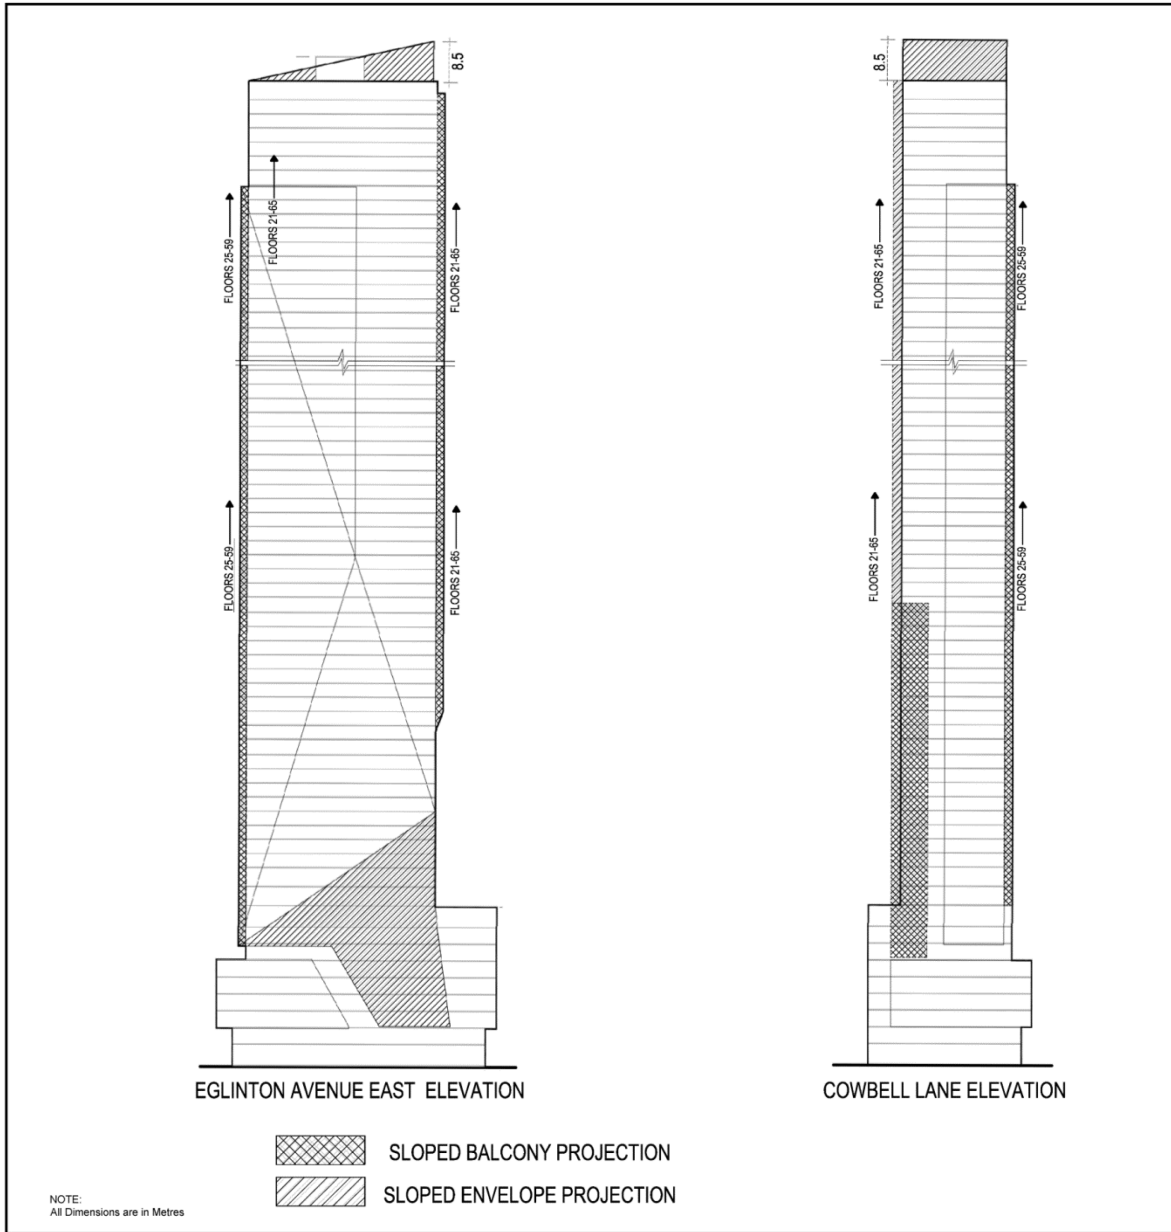 8.5
8.5
FLOORS 21-65
FLOORS 25-59
FLOORS 21-65
FLOORS 21-65
FLOORS 25-59
FLOORS 25-59
FLOORS 21-65
FLOORS 21-65
FLOORS 25-59
EGLINTON AVENUE EAST ELEVATION
COWBELL LANE ELEVATION
SLOPED BALCONY PROJECTION
SLOPED ENVELOPE PROJECTION
NOTE:
All Dimensions are in Metres